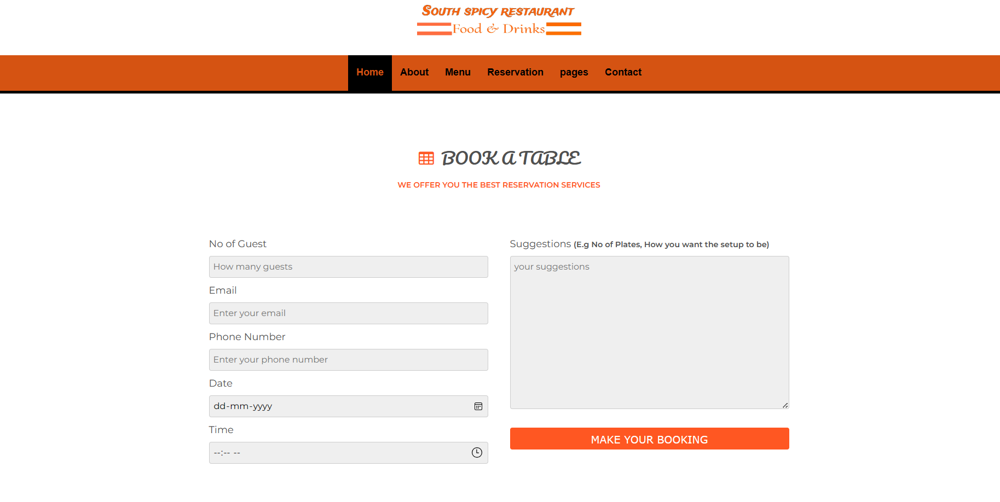 South spicy restaurant
Food & Drinks
Home About Menu Reservation pages Contact
BOOK A TABLE
WE OFFER YOU THE BEST RESERVATION SERVICES
No of Guest
How many guests
Email
Enter your email
Phone Number
Enter your phone number
Date
dd-mm-yyyy
Time
--:-- --
Suggestions (E.g No of Plates, How you want the setup to be)
your suggestions
MAKE YOUR BOOKING